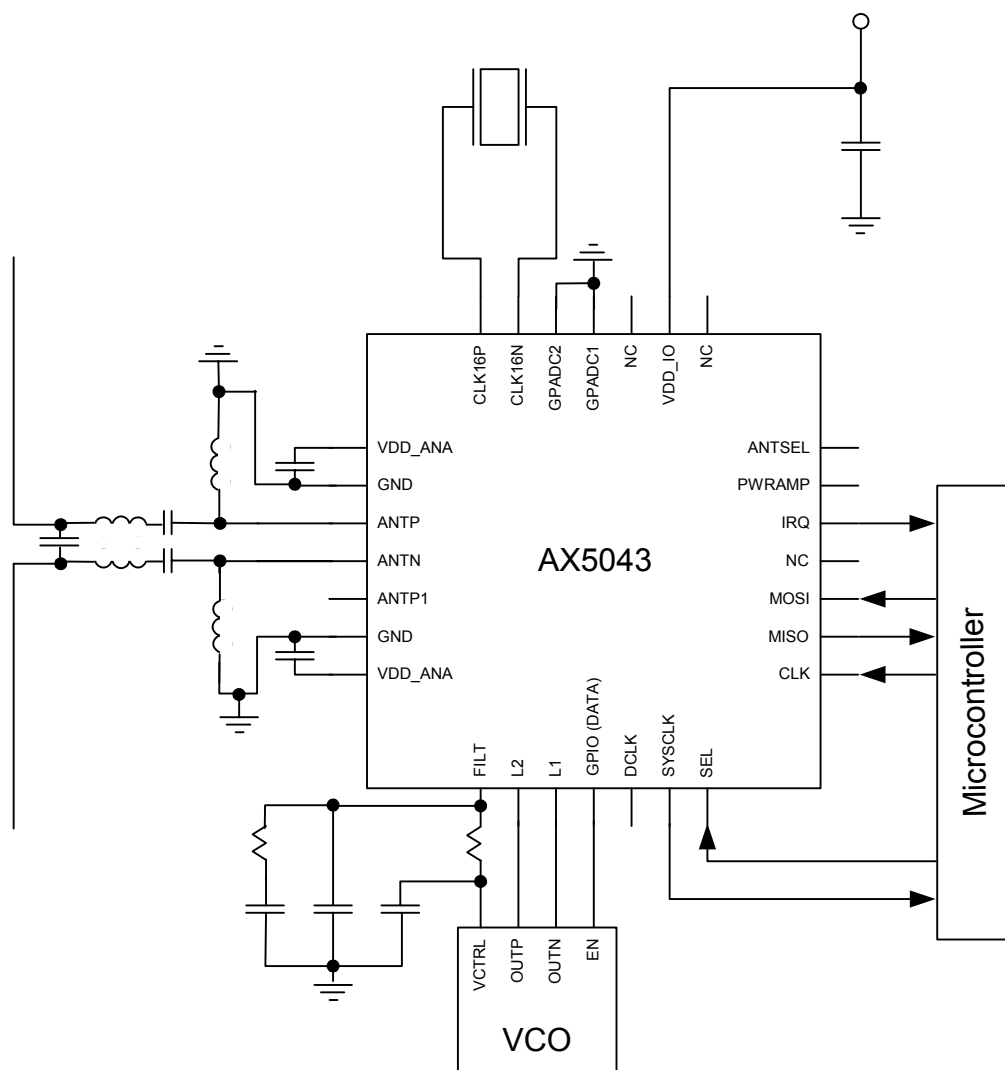 CLK16P
CLK16N
GPADC2
GPADC1
NC
VDD_IO
NC
VDD_ANA
GND
ANTP
ANTN
ANTP1
GND
VDD_ANA
AX5043
ANTSEL
PWRAMP
IRQ
NC
MOSI
MISO
CLK
FILT
L2
L1
GPIO (DATA)
DCLK
SYSCLK
SEL
Microcontroller
VCTRL
OUTP
OUTN
EN
VCO